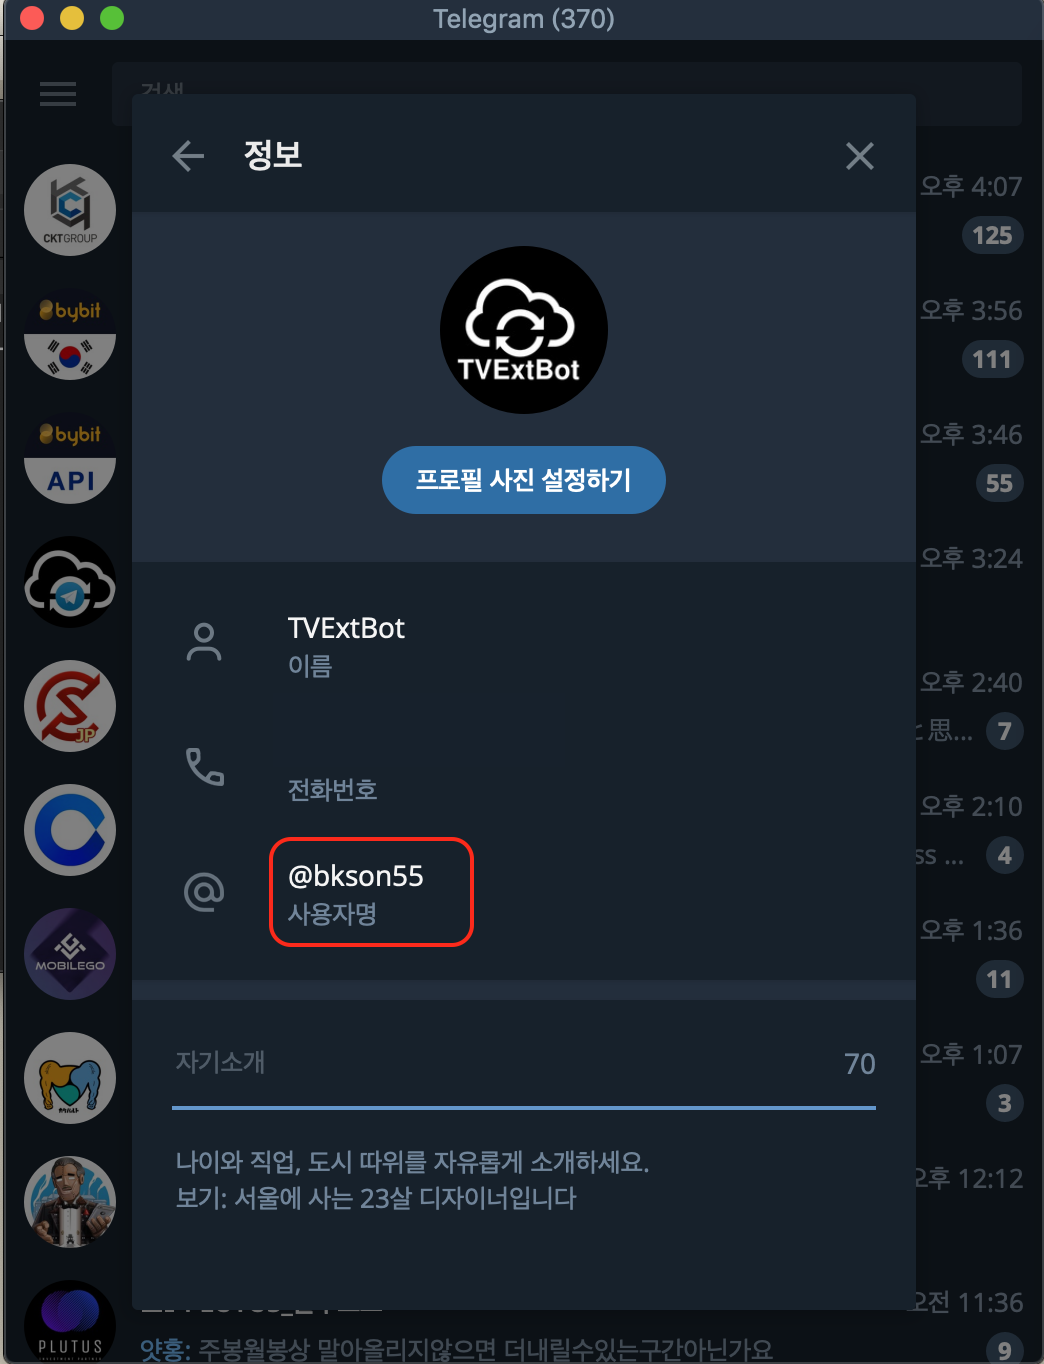 Telegram (370)
검색
정보
오후 4:07
CKTGROUP
125
TVExtBot
bybit
오후 3:56
111
bybit
API
오후 3:46
55
프로필 사진 설정하기
오후 3:24
TVExtBot
이름
JP
오후 2:40
と思...
7
전화번호
오후 2:10
ss ...
4
@bkson55
사용자명
MOBILEGO
오후 1:36
11
자기소개
70
오후 1:07
3
나이와 직업, 도시 따위를 자유롭게 소개하세요.
보기: 서울에 사는 23살 디자이너입니다
오후 12:12
오전 11:36
PLUTUS
얏홍: 주봉월봉상 말아올리지않으면 더내릴수있는구간아닌가요
9